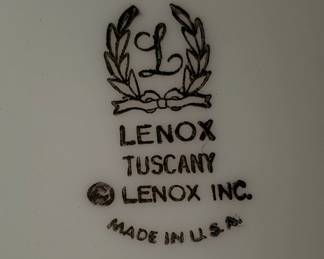 L
LENOX
TUSCANY
© LENOX INC.
MADE IN U.S.A.